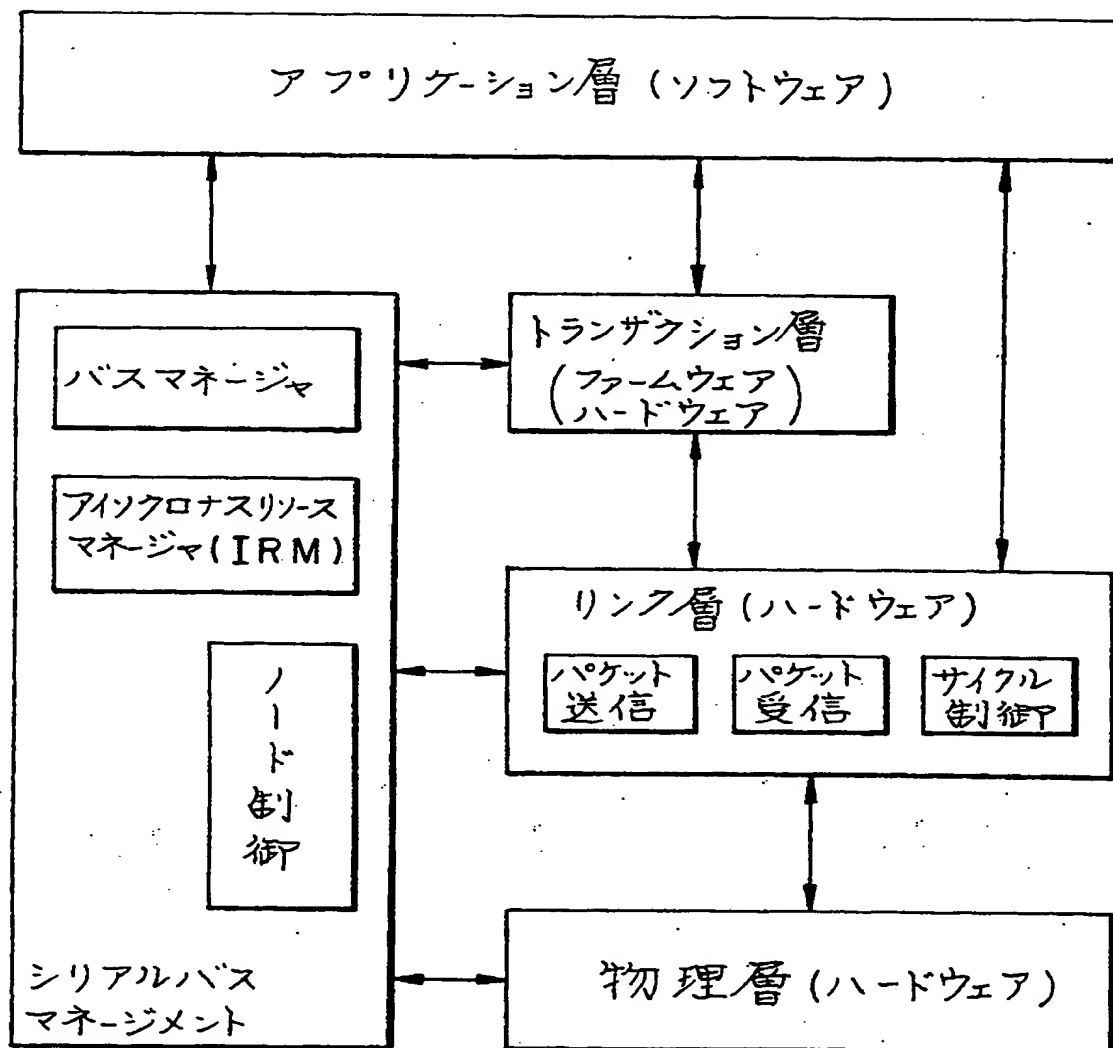 アプリケーション層(ソフトウェア)
バスマネージャ
アイソクロナスリソース
マネージャ(IRM)
ノード制御
シリアルバス
マネージメント
トランザクション層
(ファームウェア
ハードウェア)
リンク層(ハードウェア)
パケット
送信
パケット
受信
サイクル
制御
物理層(ハードウェア)